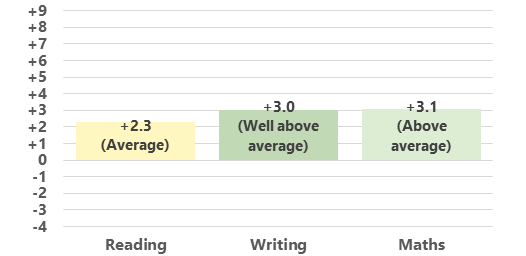 +9
+8
+7
+6
+5
+4
+3
+2
+1
0
-1
-2
-3
-4
+2.3
(Average)
+3.0
(Well above
average)
+3.1
(Above
average)
Reading
Writing
Maths